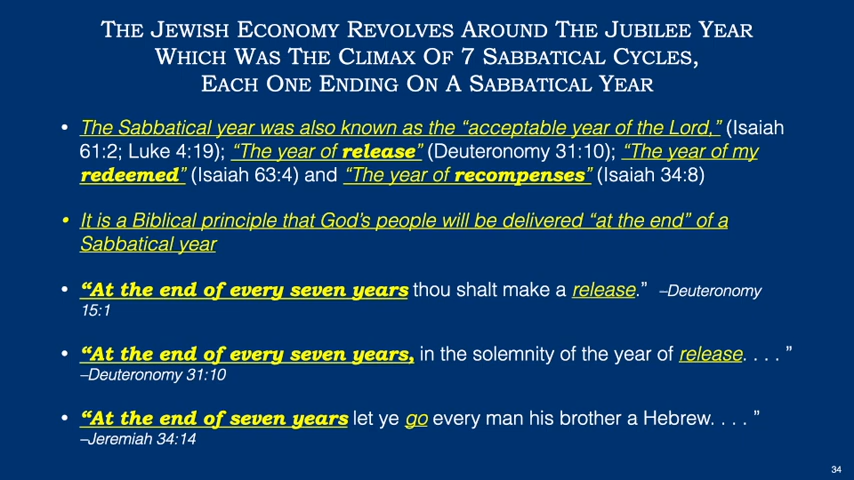 The Jewish Economy Revolves Around The Jubilee Year
Which Was The Climax Of 7 Sabbatical Cycles,
Each One Ending On A Sabbatical Year
• The Sabbatical year was also known as the “acceptable year of the Lord,” (Isaiah
61:2; Luke 4:19); “The year of release” (Deuteronomy 31:10); “The year of my
redeemed” (Isaiah 63:4) and “The year of recompenses” (Isaiah 34:8)
• It is a Biblical principle that God’s people will be delivered “at the end” of a
Sabbatical year
• “At the end of every seven years thou shalt make a release.” –Deuteronomy
15:1
• “At the end of every seven years, in the solemnity of the year of release. . . . ”
–Deuteronomy 31:10
• “At the end of seven years let ye go every man his brother a Hebrew. . . . ”
–Jeremiah 34:14
34